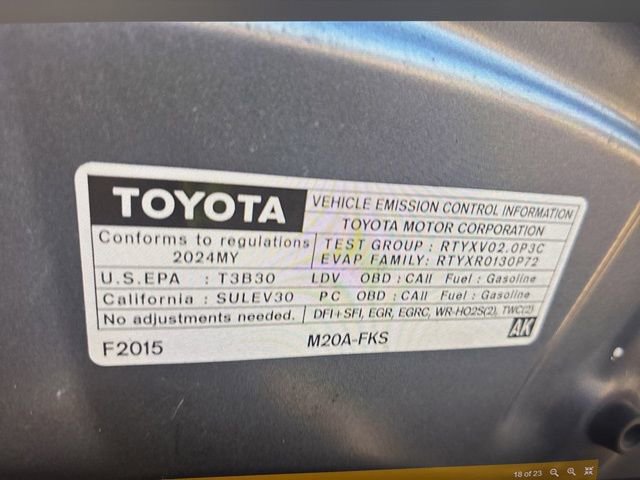 TOYOTA
VEHICLE EMISSION CONTROL INFORMATION
TOYOTA MOTOR CORPORATION
Conforms to regulations
2024MY
TEST GROUP : RTYXV02.0P3C
EVAP FAMILY: RTYXR0130P72
U.S.EPA : T3B30 LDV OBD : CAII Fuel : Gasoline
California : SULEV30 PC OBD : CAII Fuel : Gasoline
No adjustments needed. DFI+SFI, EGR, EGRC, WR-HO2S(2), TWC(2)
F2015 M20A-FKS AK
18 of 23